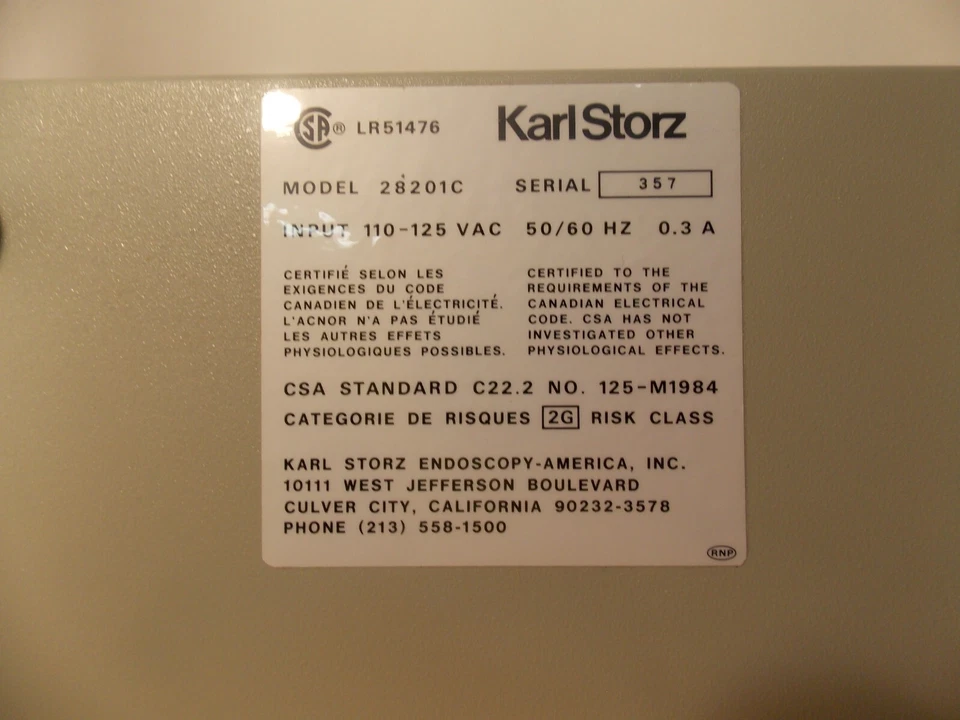 SA ® LR51476
Karl Storz
MODEL 28201C SERIAL 357
INPUT 110-125 VAC 50/60 HZ 0.3 A
CERTIFIÉ SELON LES
EXIGENCES DU CODE
CANADIEN DE L'ÉLECTRICITÉ.
L'ACNOR N'A PAS ÉTUDIÉ
LES AUTRES EFFETS
PHYSIOLOGIQUES POSSIBLES.
CERTIFIED TO THE
REQUIREMENTS OF THE
CANADIAN ELECTRICAL
CODE. CSA HAS NOT
INVESTIGATED OTHER
PHYSIOLOGICAL EFFECTS.
CSA STANDARD C22.2 NO. 125-M1984
CATEGORIE DE RISQUES 2G RISK CLASS
KARL STORZ ENDOSCOPY-AMERICA, INC.
10111 WEST JEFFERSON BOULEVARD
CULVER CITY, CALIFORNIA 90232-3578
PHONE (213) 558-1500
RNP